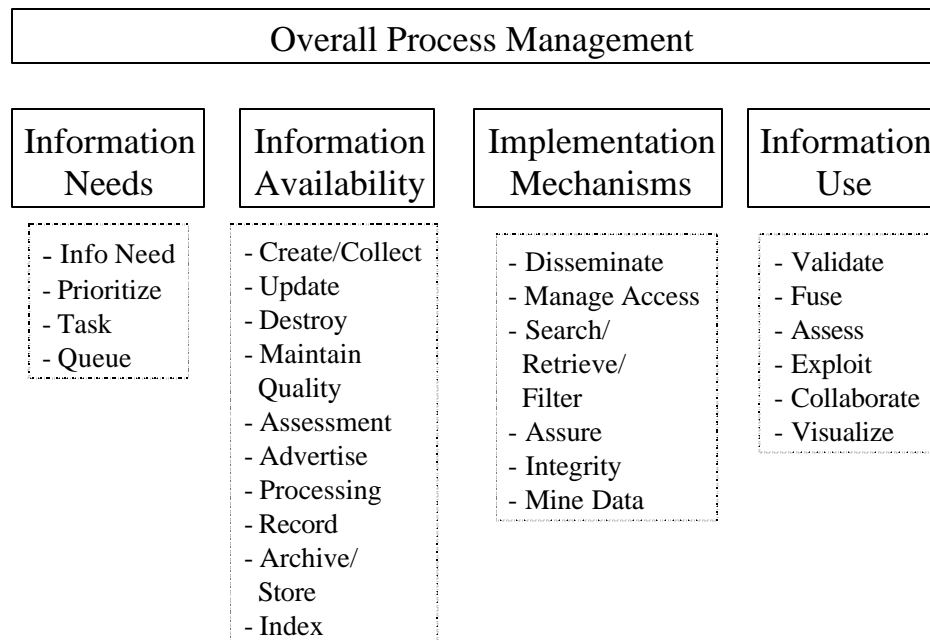 Overall Process Management
Information
Needs
- Info Need
- Prioritize
- Task
- Queue
Information
Availability
- Create/Collect
- Update
- Destroy
- Maintain
Quality
- Assessment
- Advertise
- Processing
- Record
- Archive/
Store
- Index
Implementation
Mechanisms
- Disseminate
- Manage Access
- Search/
Retrieve/
Filter
- Assure
- Integrity
- Mine Data
Information
Use
- Validate
- Fuse
- Assess
- Exploit
- Collaborate
- Visualize